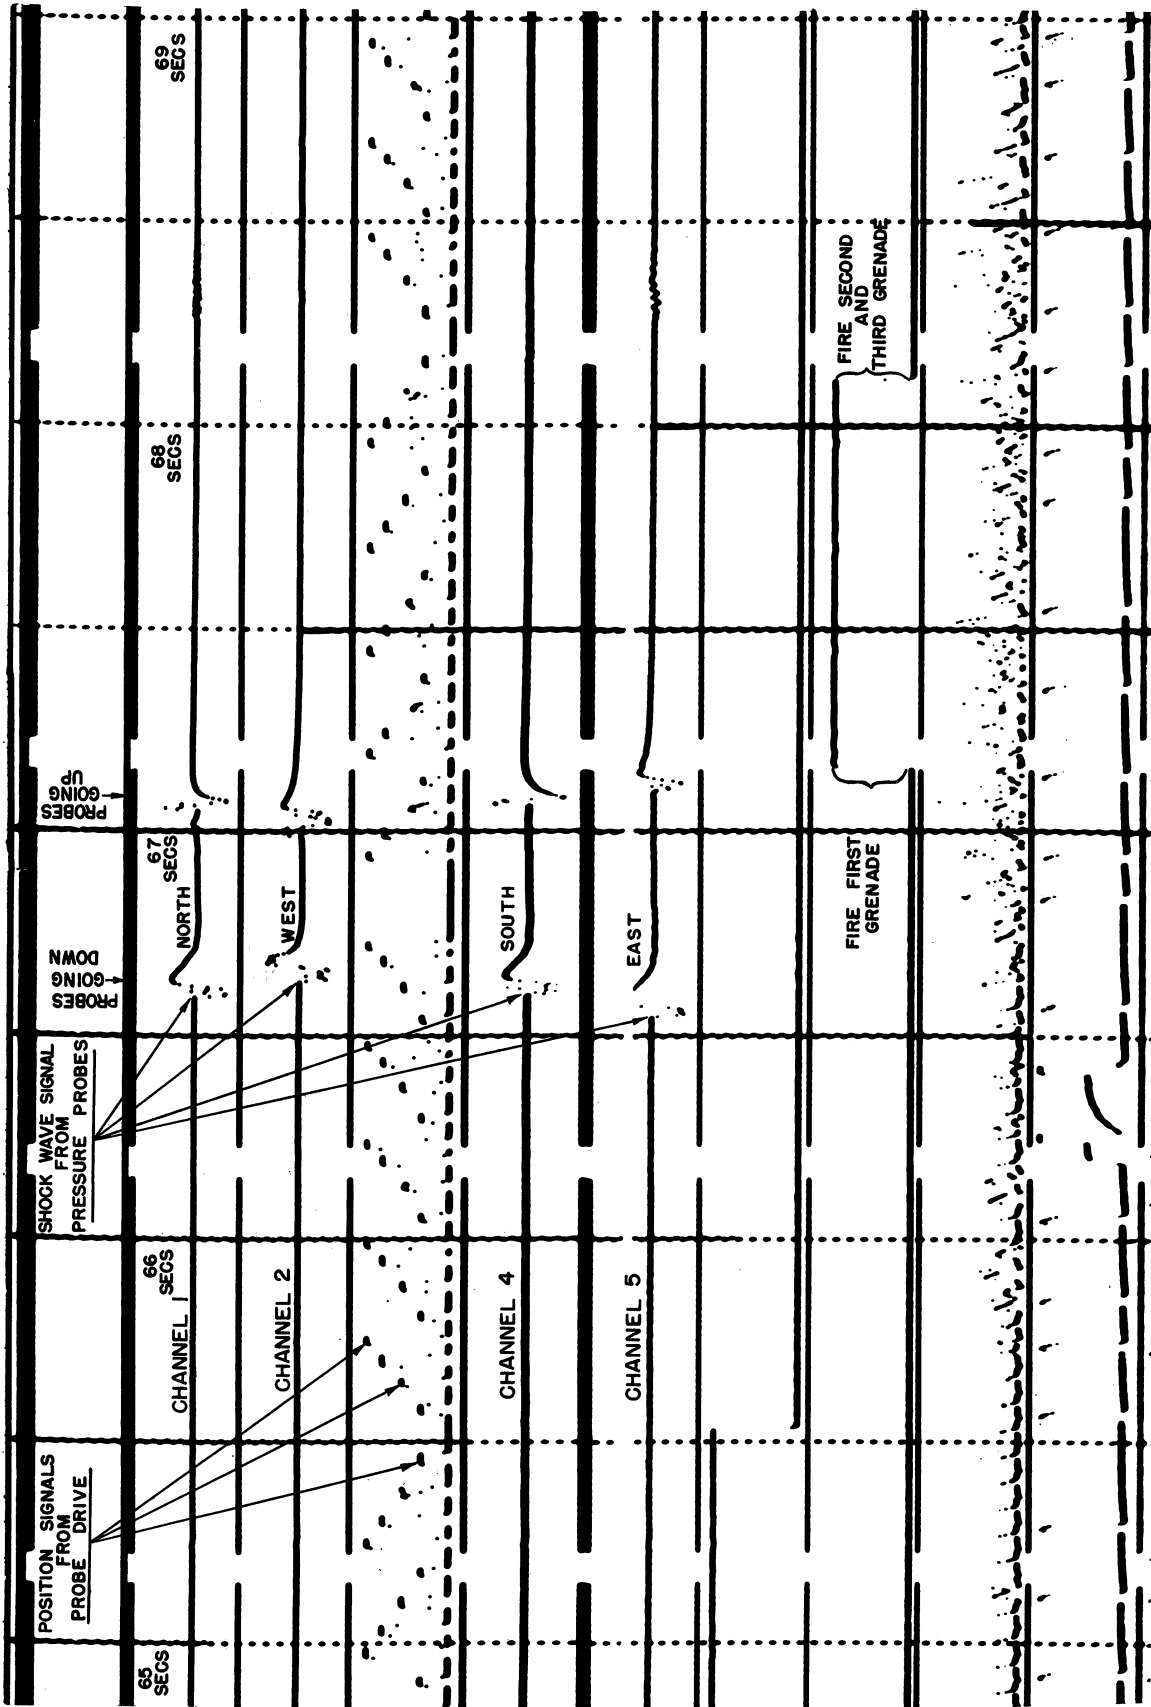 POSITION SIGNALS
FROM
PROBE DRIVE
SHOCK WAVE SIGNAL
FROM
PRESSURE PROBES
PROBES
GOING
DOWN
PROBES
GOING
UP
65
SECS
66
SECS
67
SECS
68
SECS
69
SECS
CHANNEL 1
NORTH
CHANNEL 2
WEST
CHANNEL 4
SOUTH
CHANNEL 5
EAST
FIRE FIRST
GRENADE
FIRE SECOND
AND
THIRD GRENADE